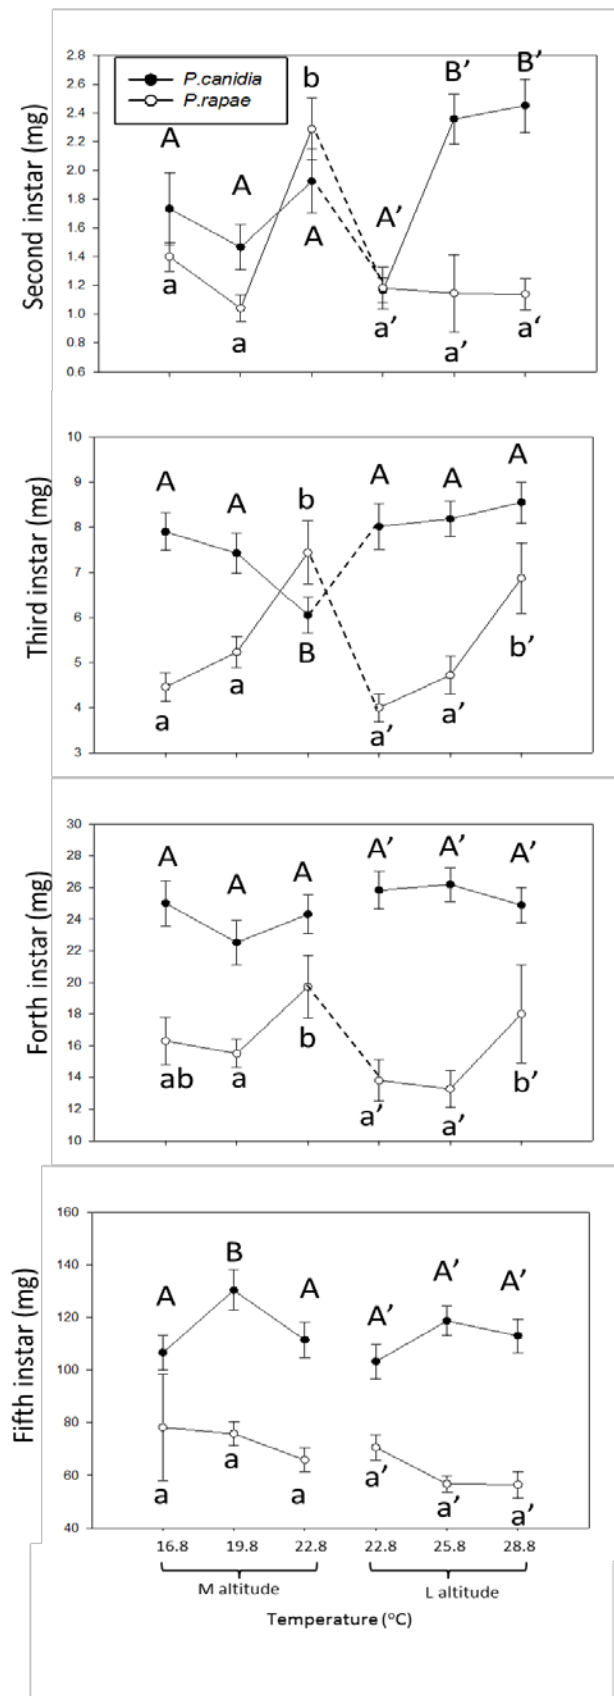 Second instar (mg)
2.8
2.6
2.4
2.2
2.0
1.8
1.6
1.4
1.2
1.0
0.8
0.6
P.canidia
P.rapae
A
A
b
A
A'
B'
B'
a
a
a'
a'
a‘
Third instar (mg)
10
9
8
7
6
5
4
3
A
A
b
A
A
A
a
a
B
a'
a'
b'
Forth instar (mg)
30
28
26
24
22
20
18
16
14
12
10
A
A
A
A'
A'
A'
ab
a
b
a'
a'
b'
Fifth instar (mg)
160
140
120
100
80
60
40
A
B
A
A'
A'
A'
a
a
a
a'
a'
a'
16.8 19.8 22.8 22.8 25.8 28.8
M altitude L altitude
Temperature (°C)